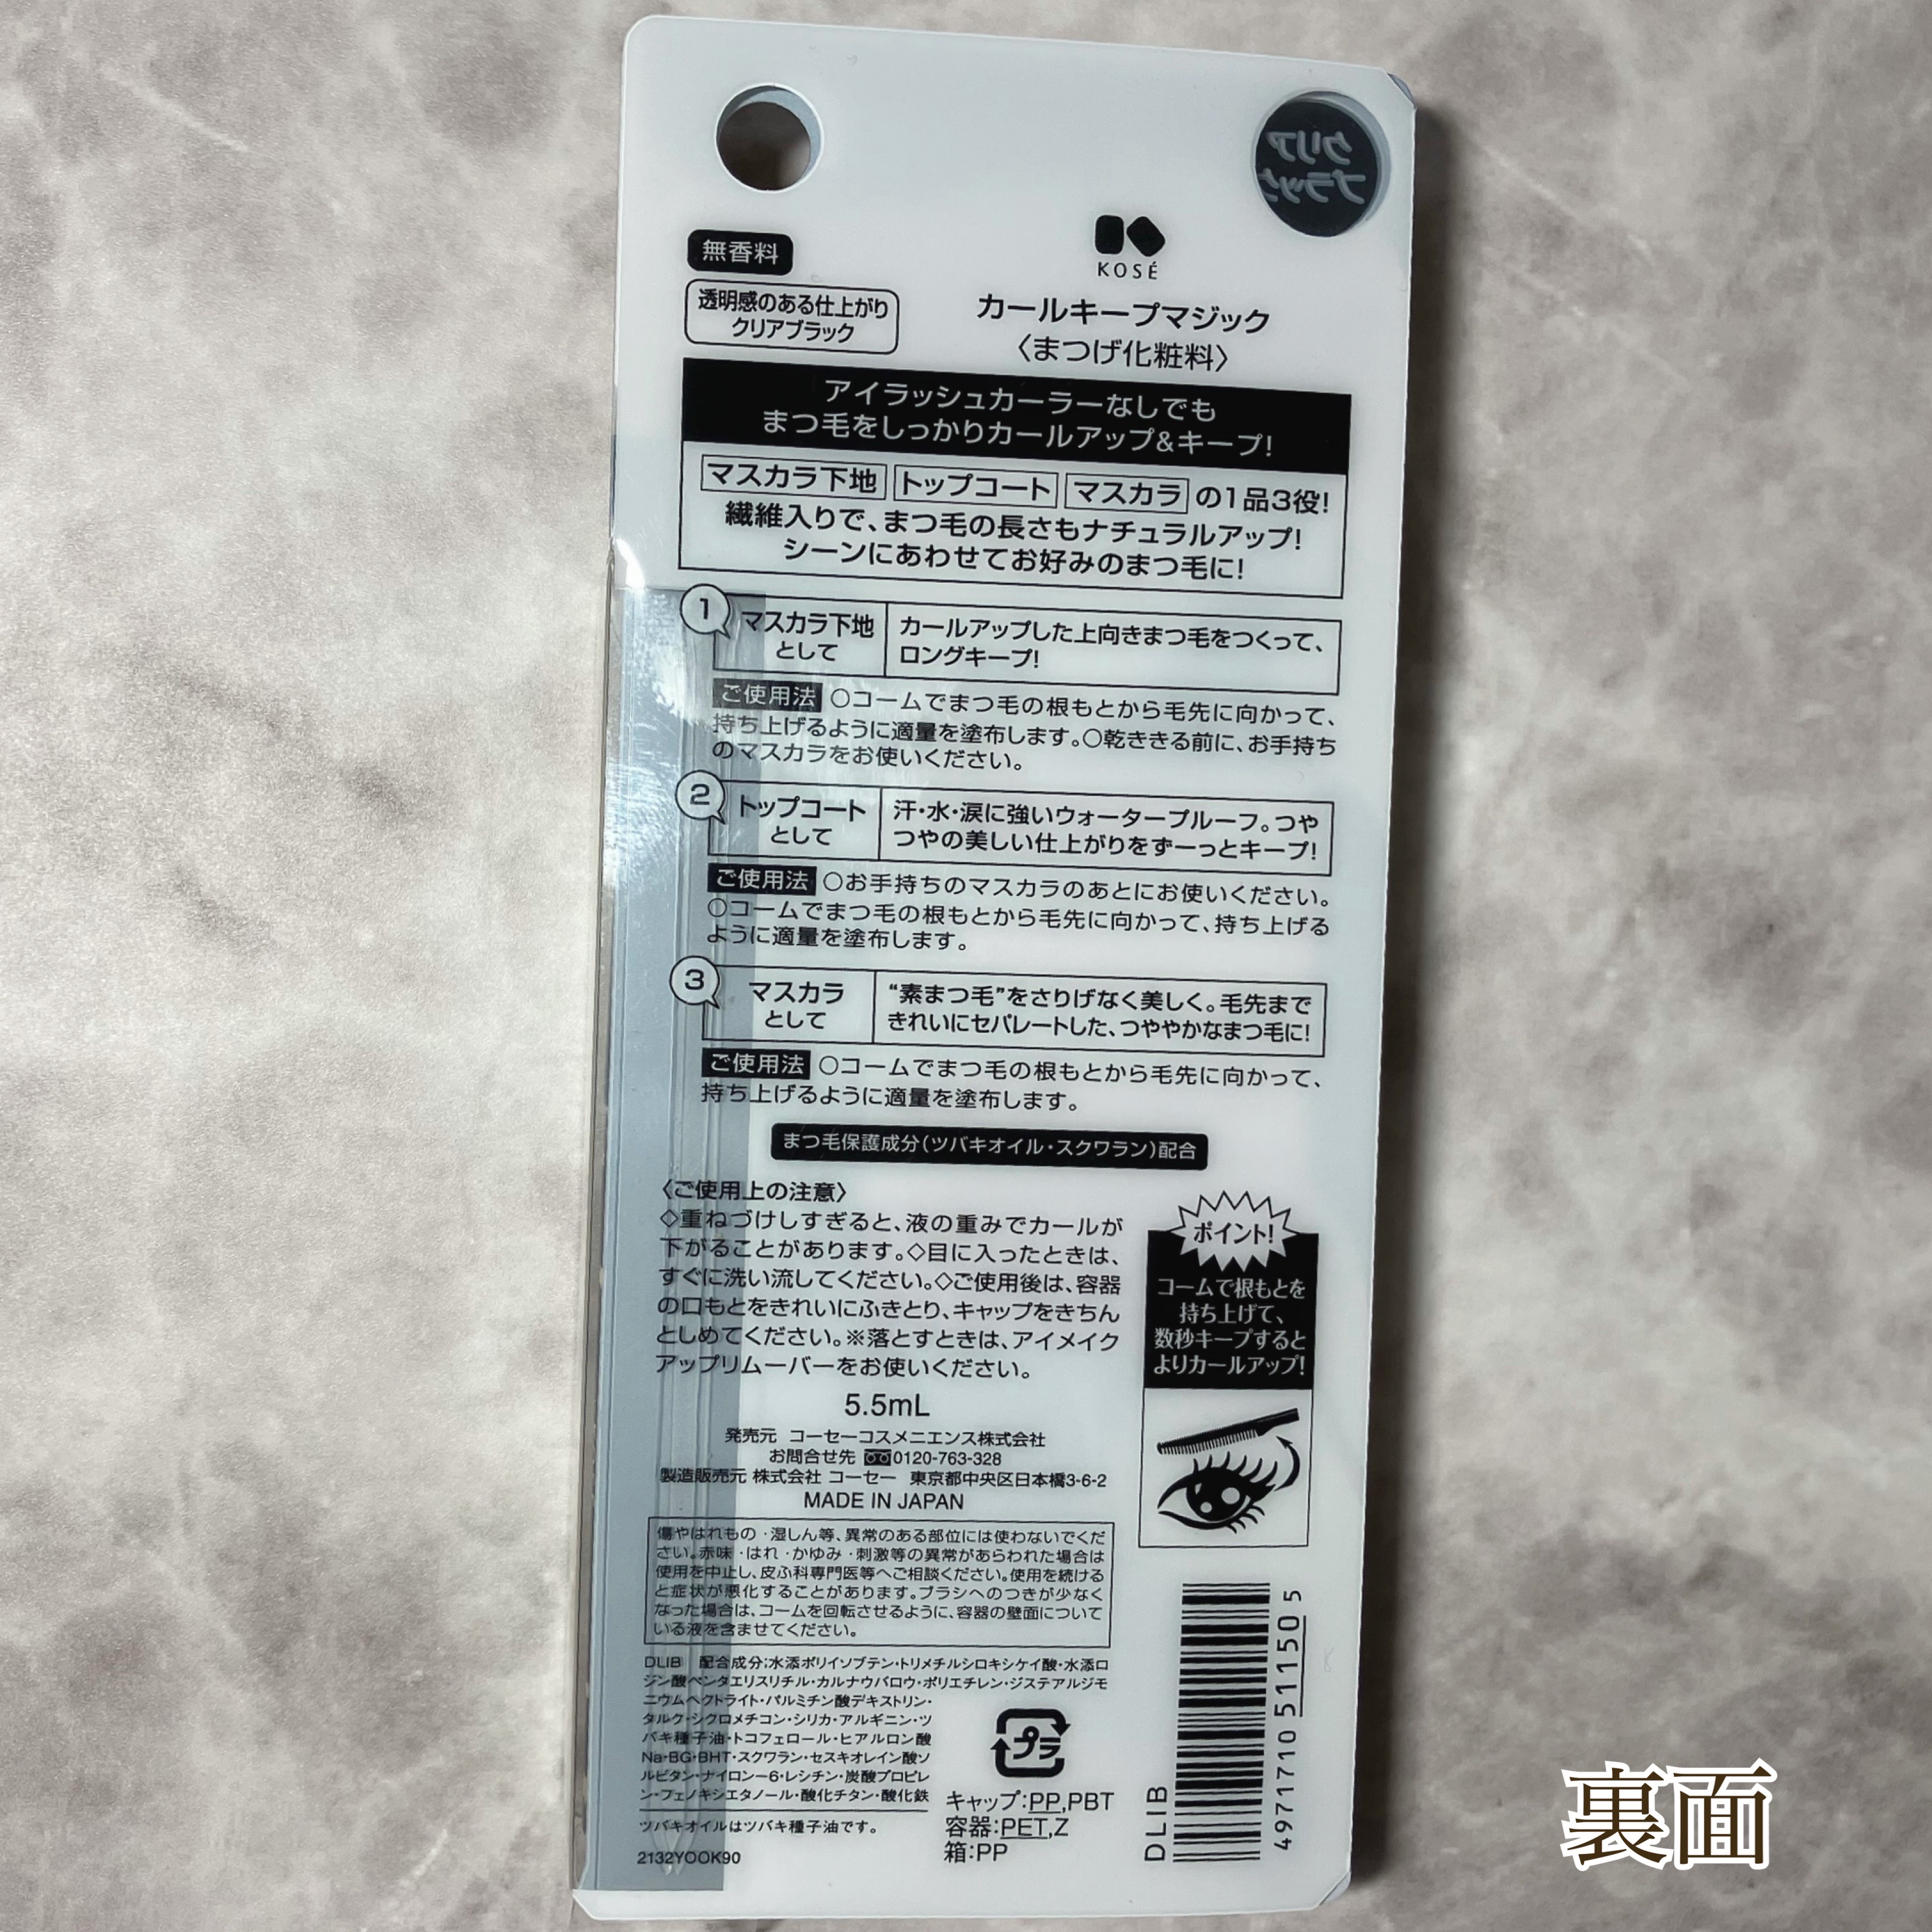 クリア
ブラック
KOSÉ
無香料
透明感のある仕上がり
クリアブラック
カールキープマジック
〈まつげ化粧料〉
アイラッシュカーラーなしでも
まつ毛をしっかりカールアップ&キープ!
マスカラ下地 トップコート マスカラ の1品3役!
繊維入りで、まつ毛の長さもナチュラルアップ!
シーンにあわせてお好みのまつ毛に!
1 マスカラ下地
として
カールアップした上向きまつ毛をつくって、
ロングキープ!
ご使用法 ○コームでまつ毛の根もとから毛先に向かって、
持ち上げるように適量を塗布します。○乾ききる前に、お手持ち
のマスカラをお使いください。
2 トップコート
として
汗・水・涙に強いウォータープルーフ。つや
つやの美しい仕上がりをずーっとキープ!
ご使用法 ○お手持ちのマスカラのあとにお使いください。
○コームでまつ毛の根もとから毛先に向かって、持ち上げる
ように適量を塗布します。
3 マスカラ
として
“素まつ毛”をさりげなく美しく。毛先まで
きれいにセパレートした、つややかなまつ毛に!
ご使用法 ○コームでまつ毛の根もとから毛先に向かって、
持ち上げるように適量を塗布します。
まつ毛保護成分(ツバキオイル・スクワラン)配合
〈ご使用上の注意〉
◇重ねづけしすぎると、液の重みでカールが
下がることがあります。◇目に入ったときは、
すぐに洗い流してください。◇ご使用後は、容器
の口もとをきれいにふきとり、キャップをきちん
としめてください。※落とすときは、アイメイク
アップリムーバーをお使いください。
ポイント!
コームで根もとを
持ち上げて、
数秒キープすると
よりカールアップ!
5.5mL
発売元 コーセーコスメニエンス株式会社
お問合せ先 0120-763-328
製造販売元 株式会社 コーセー 東京都中央区日本橋3-6-2
MADE IN JAPAN
傷やはれもの・湿しん等、異常のある部位には使わないでくだ
さい。赤味・はれ・かゆみ・刺激等の異常があらわれた場合は
使用を中止し、皮ふ科専門医等へご相談ください。使用を続ける
と症状が悪化することがあります。ブラシへのつきが少なく
なった場合は、コームを回転させるように、容器の壁面について
いる液を含ませてください。
DLIB 配合成分:水添ポリイソブテン・トリメチルシロキシケイ酸・水添ロ
ジン酸ペンタエリスリチル・カルナウバロウ・ポリエチレン・ジステアルジモ
ニウムヘクトライト・パルミチン酸デキストリン・
タルク・シクロメチコン・シリカ・アルギニン・ツ
バキ種子油・トコフェロール・ヒアルロン酸
Na・BG・BHT・スクワラン・セスキオレイン酸ソ
ルビタン・ナイロン-6・レシチン・炭酸プロピレ
ン・フェノキシエタノール・酸化チタン・酸化鉄
ツバキオイルはツバキ種子油です。
2132YOOK90
プラ
キャップ:PP,PBT
容器:PET,Z
箱:PP
DLIB
4971710 511505
裏面